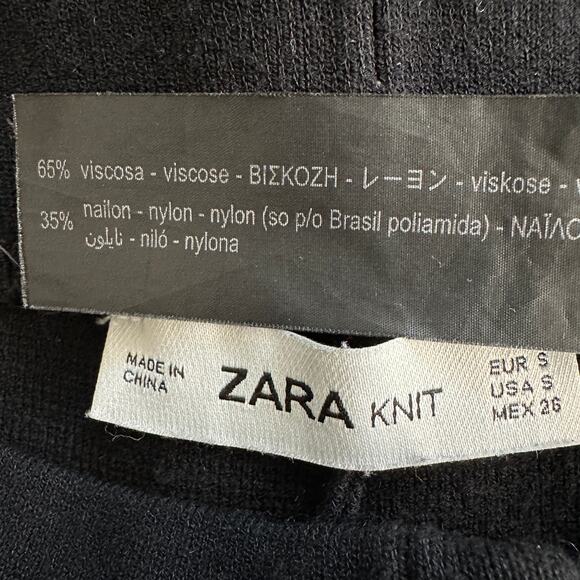 65% viscosa - viscose - ΒΙΣΚΟΖΗ - レーヨン - viskose -
35% nailon - nylon - nylon (so p/o Brasil poliamida) - ΝΑΪΛΟ
نايلون - niló - nylona
MADE IN
CHINA
ZARA KNIT
EUR S
USA S
MEX 26